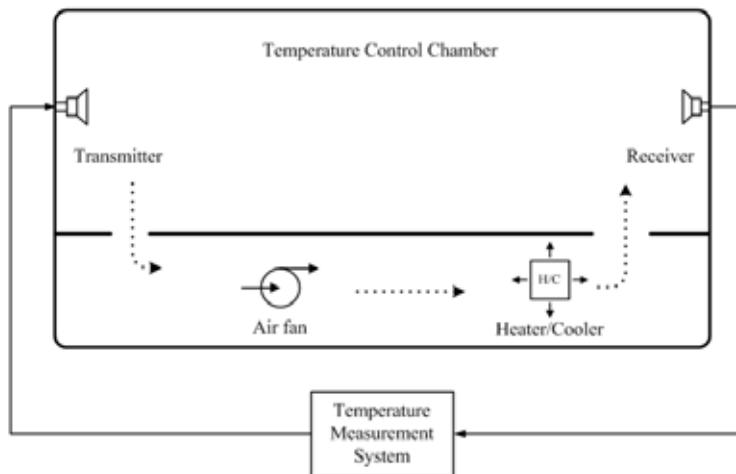 Temperature Control Chamber
Transmitter
Receiver
H/C
Air fan
Heater/Cooler
Temperature
Measurement
System